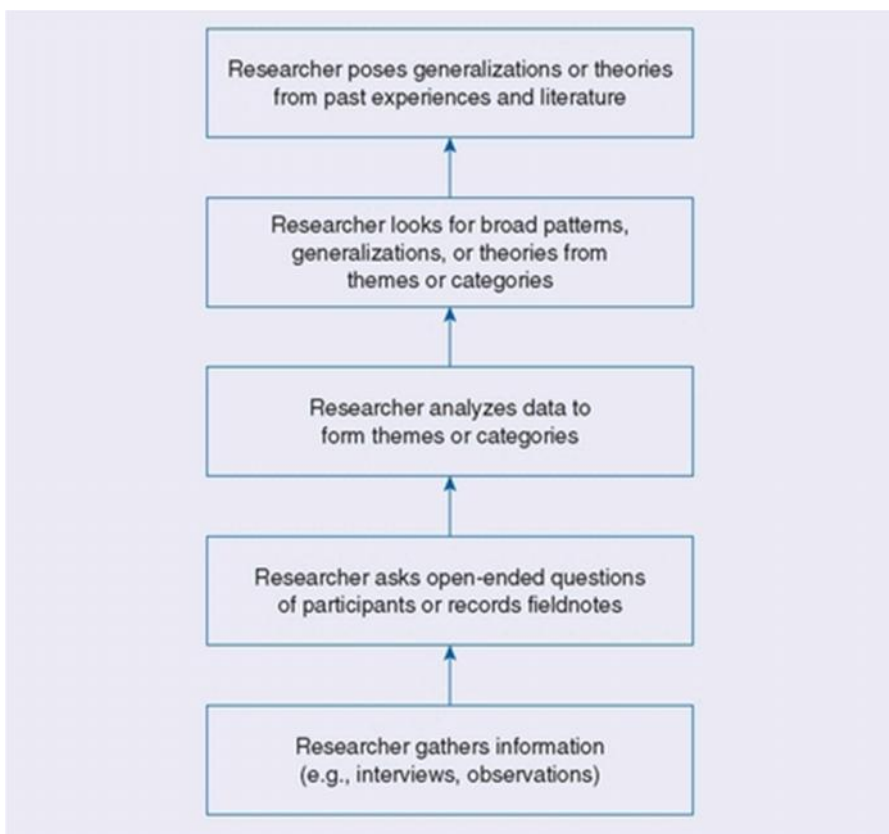 Researcher poses generalizations or theories
from past experiences and literature
Researcher looks for broad patterns,
generalizations, or theories from
themes or categories
Researcher analyzes data to
form themes or categories
Researcher asks open-ended questions
of participants or records fieldnotes
Researcher gathers information
(e.g., interviews, observations)